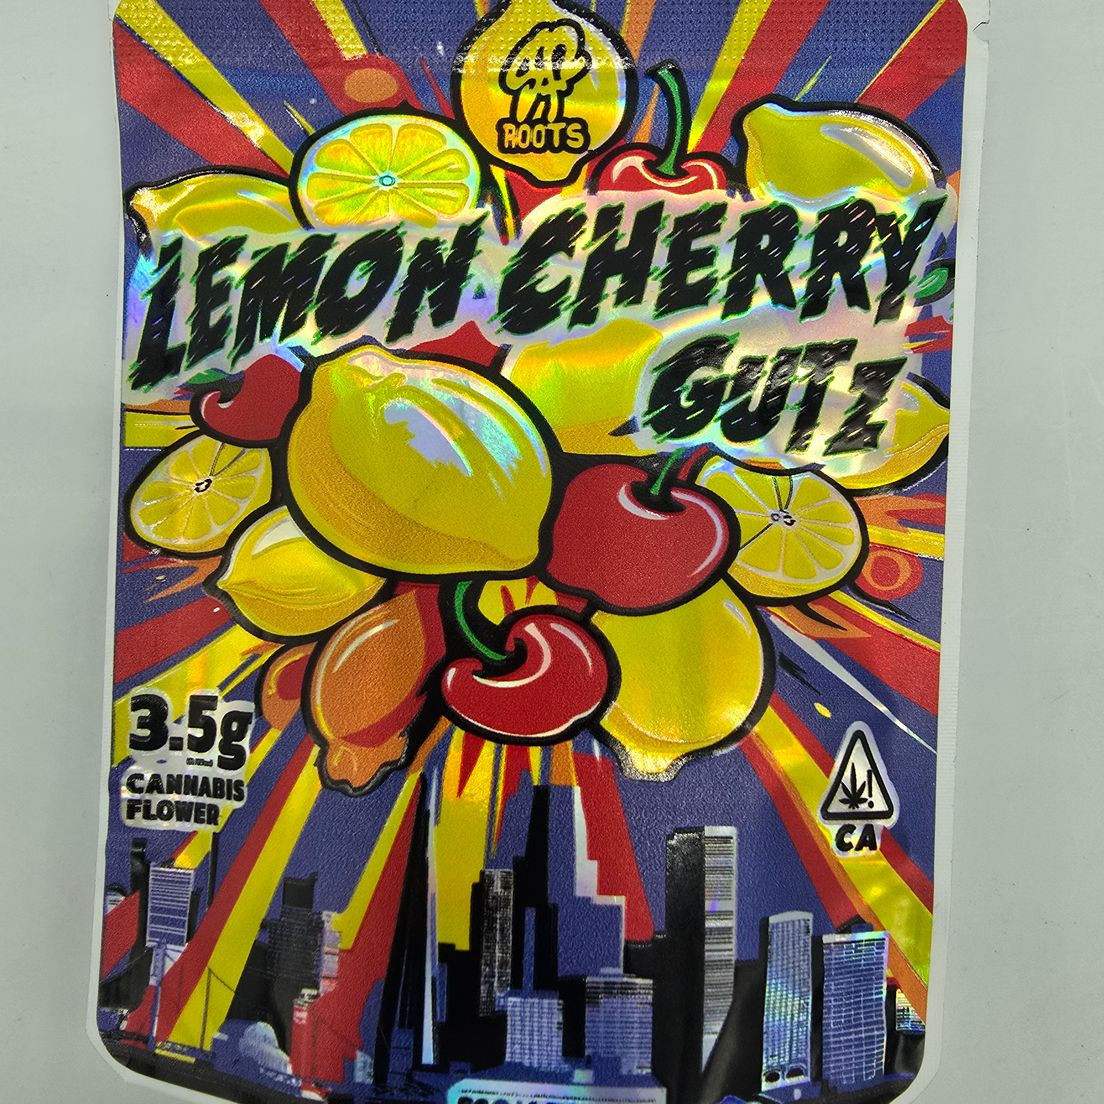 ROOTS
LEMON CHERRY
GUTZ
3.5g
CANNABIS
FLOWER
CA